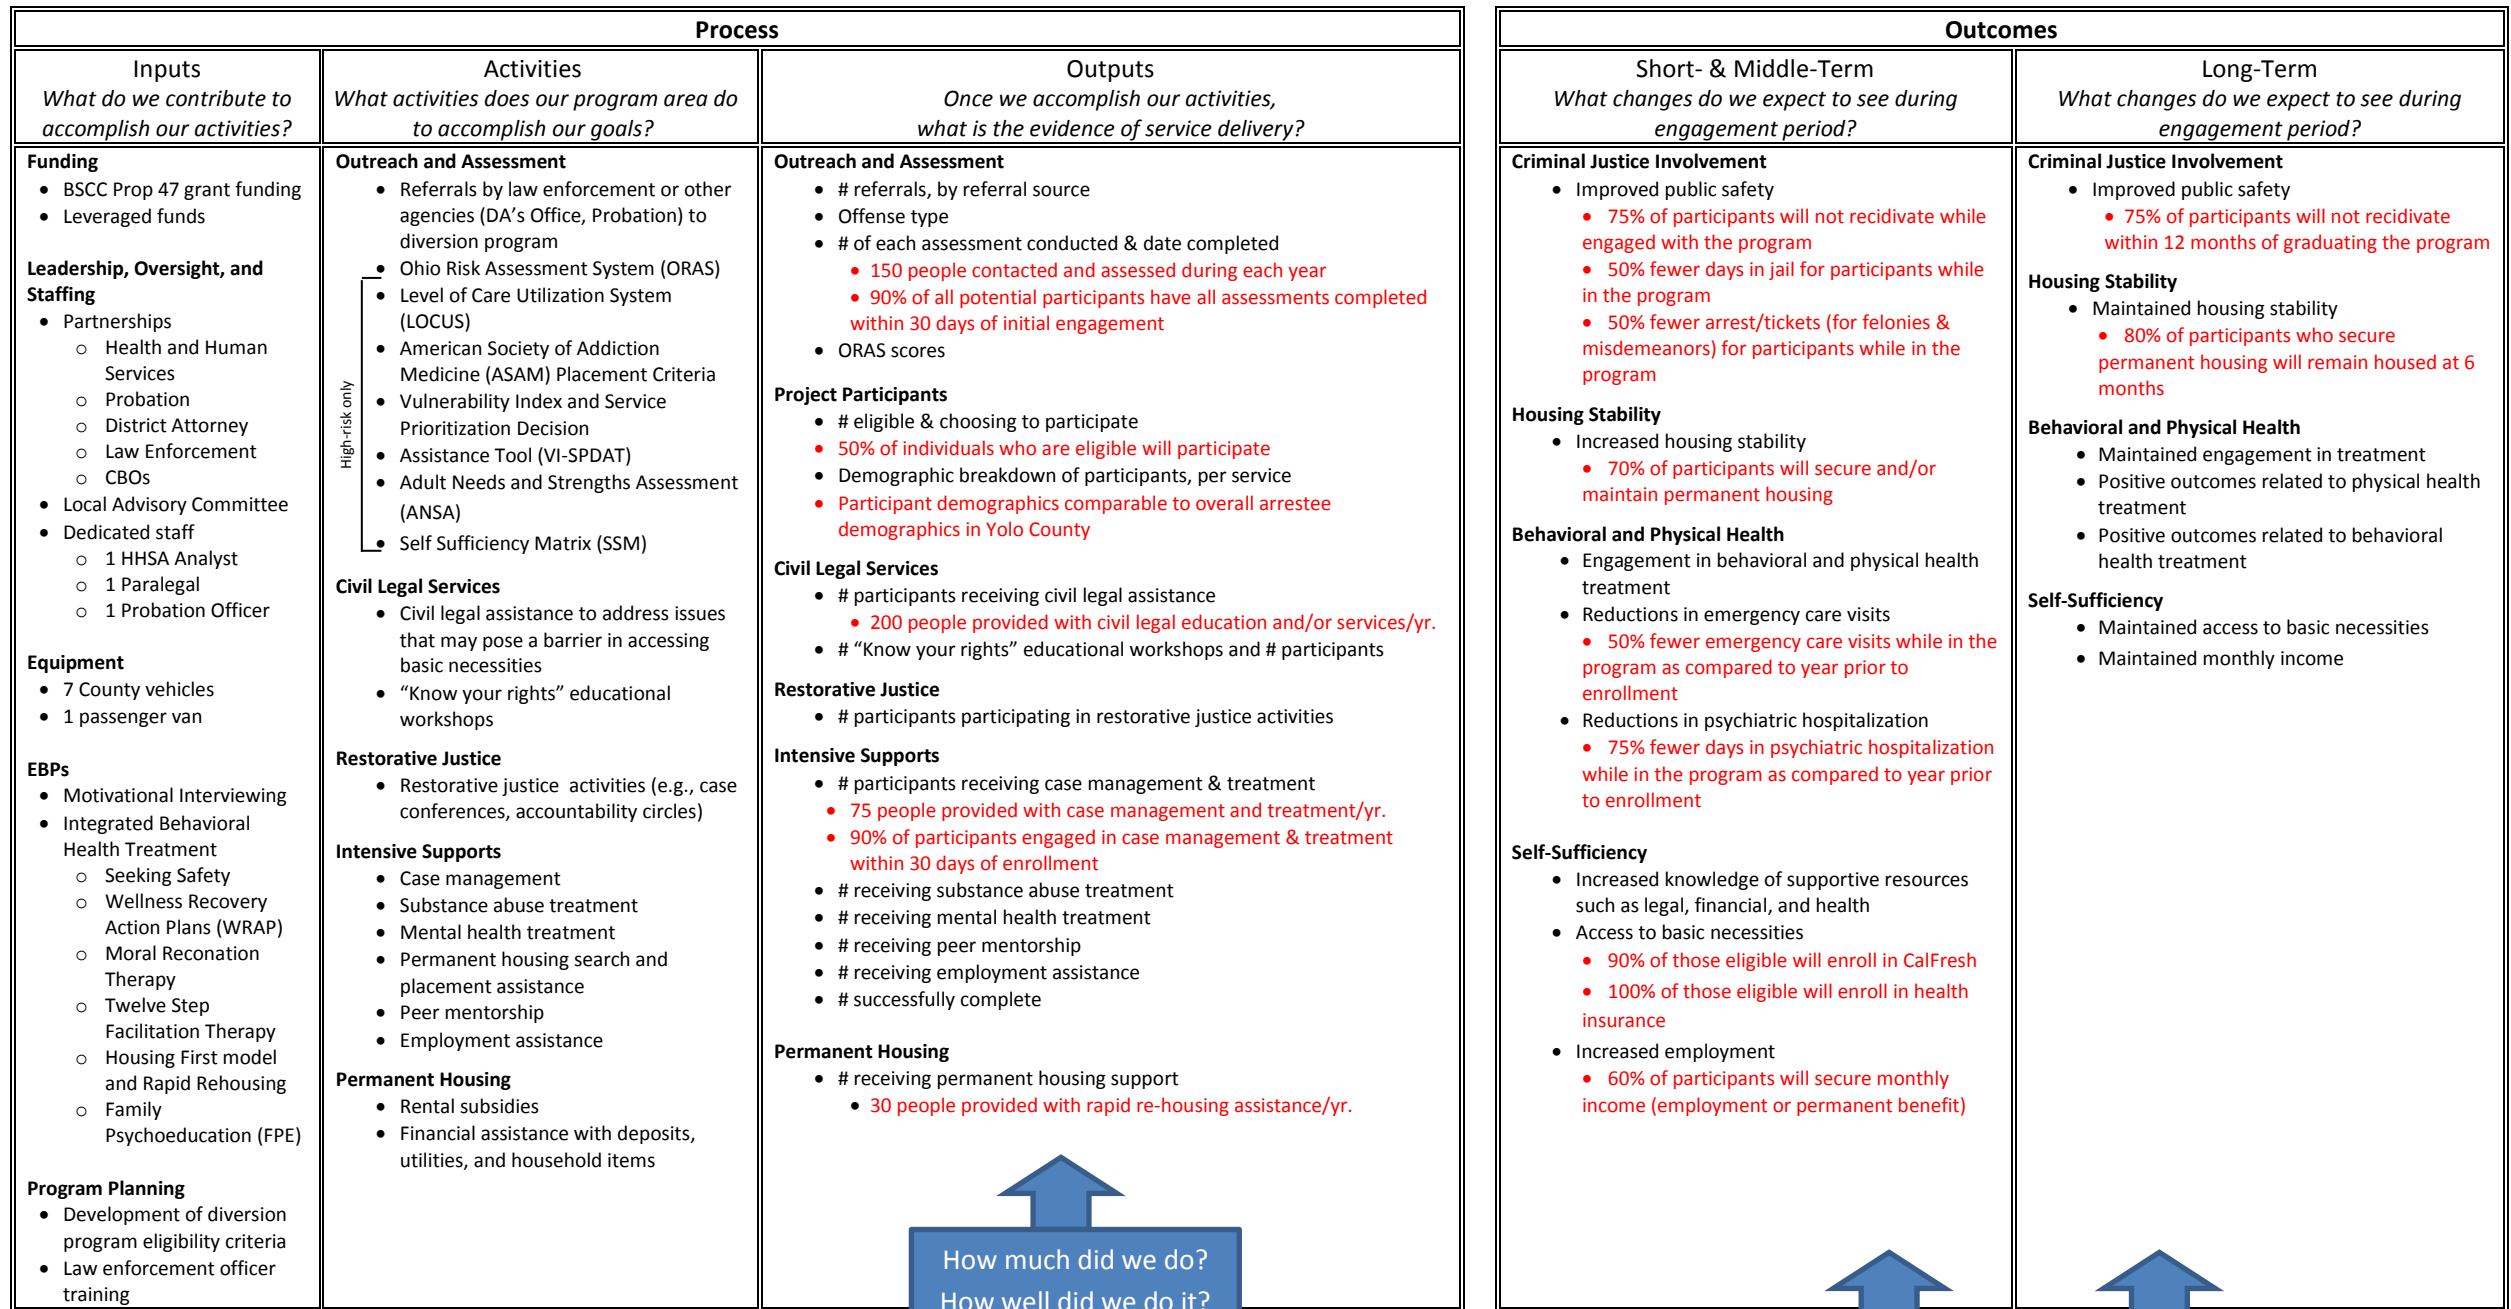 Process
Inputs
What do we contribute to
accomplish our activities?
Funding
• BSCC Prop 47 grant funding
• Leveraged funds
Leadership, Oversight, and
Staffing
• Partnerships
o Health and Human
Services
o Probation
o District Attorney
o Law Enforcement
o CBOs
• Local Advisory Committee
• Dedicated staff
o 1 HHSA Analyst
o 1 Paralegal
o 1 Probation Officer
Equipment
• 7 County vehicles
• 1 passenger van
EBPs
• Motivational Interviewing
• Integrated Behavioral
Health Treatment
o Seeking Safety
o Wellness Recovery
Action Plans (WRAP)
o Moral Reconation
Therapy
o Twelve Step
Facilitation Therapy
o Housing First model
and Rapid Rehousing
o Family
Psychoeducation (FPE)
Program Planning
• Development of diversion
program eligibility criteria
• Law enforcement officer
training
Activities
What activities does our program area do
to accomplish our goals?
Outreach and Assessment
• Referrals by law enforcement or other
agencies (DA's Office, Probation) to
diversion program
• Ohio Risk Assessment System (ORAS)
• Level of Care Utilization System
(LOCUS)
• American Society of Addiction
Medicine (ASAM) Placement Criteria
• Vulnerability Index and Service
Prioritization Decision
• Assistance Tool (VI-SPDAT)
• Adult Needs and Strengths Assessment
(ANSA)
• Self Sufficiency Matrix (SSM)
High-risk only
Civil Legal Services
• Civil legal assistance to address issues
that may pose a barrier in accessing
basic necessities
• “Know your rights” educational
workshops
Restorative Justice
• Restorative justice activities (e.g., case
conferences, accountability circles)
Intensive Supports
• Case management
• Substance abuse treatment
• Mental health treatment
• Permanent housing search and
placement assistance
• Peer mentorship
• Employment assistance
Permanent Housing
• Rental subsidies
• Financial assistance with deposits,
utilities, and household items
Outputs
Once we accomplish our activities,
what is the evidence of service delivery?
Outreach and Assessment
• # referrals, by referral source
• Offense type
• # of each assessment conducted & date completed
• 150 people contacted and assessed during each year
• 90% of all potential participants have all assessments completed
within 30 days of initial engagement
• ORAS scores
Project Participants
• # eligible & choosing to participate
• 50% of individuals who are eligible will participate
• Demographic breakdown of participants, per service
• Participant demographics comparable to overall arrestee
demographics in Yolo County
Civil Legal Services
• # participants receiving civil legal assistance
• 200 people provided with civil legal education and/or services/yr.
• # “Know your rights” educational workshops and # participants
Restorative Justice
• # participants participating in restorative justice activities
Intensive Supports
• # participants receiving case management & treatment
• 75 people provided with case management and treatment/yr.
• 90% of participants engaged in case management & treatment
within 30 days of enrollment
• # receiving substance abuse treatment
• # receiving mental health treatment
• # receiving peer mentorship
• # receiving employment assistance
• # successfully complete
Permanent Housing
• # receiving permanent housing support
• 30 people provided with rapid re-housing assistance/yr.
How much did we do?
How well did we do it?
Outcomes
Short- & Middle-Term
What changes do we expect to see during
engagement period?
Criminal Justice Involvement
• Improved public safety
• 75% of participants will not recidivate while
engaged with the program
• 50% fewer days in jail for participants while
in the program
• 50% fewer arrest/tickets (for felonies &
misdemeanors) for participants while in the
program
Housing Stability
• Increased housing stability
• 70% of participants will secure and/or
maintain permanent housing
Behavioral and Physical Health
• Engagement in behavioral and physical health
treatment
• Reductions in emergency care visits
• 50% fewer emergency care visits while in the
program as compared to year prior to
enrollment
• Reductions in psychiatric hospitalization
• 75% fewer days in psychiatric hospitalization
while in the program as compared to year prior
to enrollment
Self-Sufficiency
• Increased knowledge of supportive resources
such as legal, financial, and health
• Access to basic necessities
• 90% of those eligible will enroll in CalFresh
• 100% of those eligible will enroll in health
insurance
• Increased employment
• 60% of participants will secure monthly
income (employment or permanent benefit)
Long-Term
What changes do we expect to see during
engagement period?
Criminal Justice Involvement
• Improved public safety
• 75% of participants will not recidivate
within 12 months of graduating the program
Housing Stability
• Maintained housing stability
• 80% of participants who secure
permanent housing will remain housed at 6
months
Behavioral and Physical Health
• Maintained engagement in treatment
• Positive outcomes related to physical health
treatment
• Positive outcomes related to behavioral
health treatment
Self-Sufficiency
• Maintained access to basic necessities
• Maintained monthly income